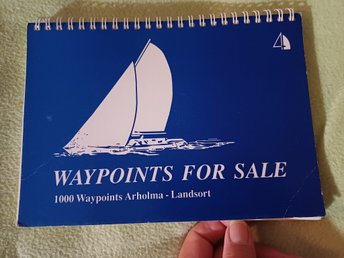 WAYPOINTS FOR SALE
1000 Waypoints Arholma - Landsort